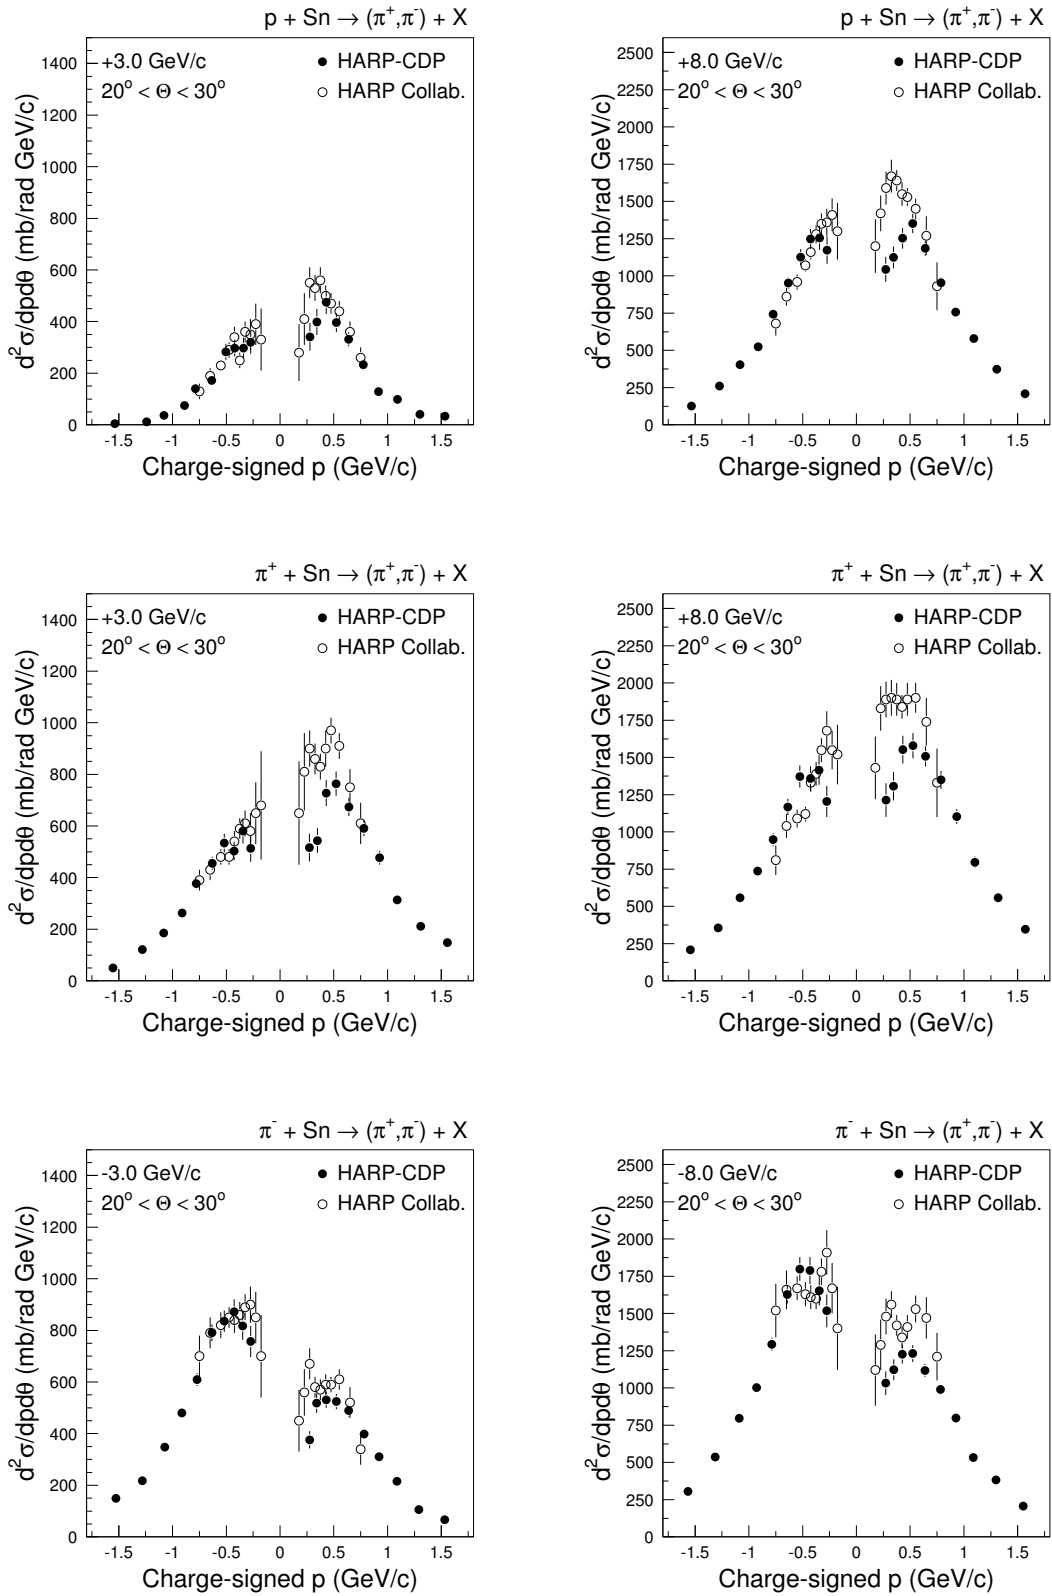 p + Sn → (π⁺,π⁻) + X
+3.0 GeV/c
20° < Θ < 30°
HARP-CDP
HARP Collab.
d²σ/dpdθ (mb/rad GeV/c)
1400
1200
1000
800
600
400
200
0
-1.5 -1 -0.5 0 0.5 1 1.5
Charge-signed p (GeV/c)
p + Sn → (π⁺,π⁻) + X
+8.0 GeV/c
20° < Θ < 30°
HARP-CDP
HARP Collab.
d²σ/dpdθ (mb/rad GeV/c)
2500
2250
2000
1750
1500
1250
1000
750
500
250
0
-1.5 -1 -0.5 0 0.5 1 1.5
Charge-signed p (GeV/c)
π⁺ + Sn → (π⁺,π⁻) + X
+3.0 GeV/c
20° < Θ < 30°
HARP-CDP
HARP Collab.
d²σ/dpdθ (mb/rad GeV/c)
1400
1200
1000
800
600
400
200
0
-1.5 -1 -0.5 0 0.5 1 1.5
Charge-signed p (GeV/c)
π⁺ + Sn → (π⁺,π⁻) + X
+8.0 GeV/c
20° < Θ < 30°
HARP-CDP
HARP Collab.
d²σ/dpdθ (mb/rad GeV/c)
2500
2250
2000
1750
1500
1250
1000
750
500
250
0
-1.5 -1 -0.5 0 0.5 1 1.5
Charge-signed p (GeV/c)
π⁻ + Sn → (π⁺,π⁻) + X
-3.0 GeV/c
20° < Θ < 30°
HARP-CDP
HARP Collab.
d²σ/dpdθ (mb/rad GeV/c)
1400
1200
1000
800
600
400
200
0
-1.5 -1 -0.5 0 0.5 1 1.5
Charge-signed p (GeV/c)
π⁻ + Sn → (π⁺,π⁻) + X
-8.0 GeV/c
20° < Θ < 30°
HARP-CDP
HARP Collab.
d²σ/dpdθ (mb/rad GeV/c)
2500
2250
2000
1750
1500
1250
1000
750
500
250
0
-1.5 -1 -0.5 0 0.5 1 1.5
Charge-signed p (GeV/c)